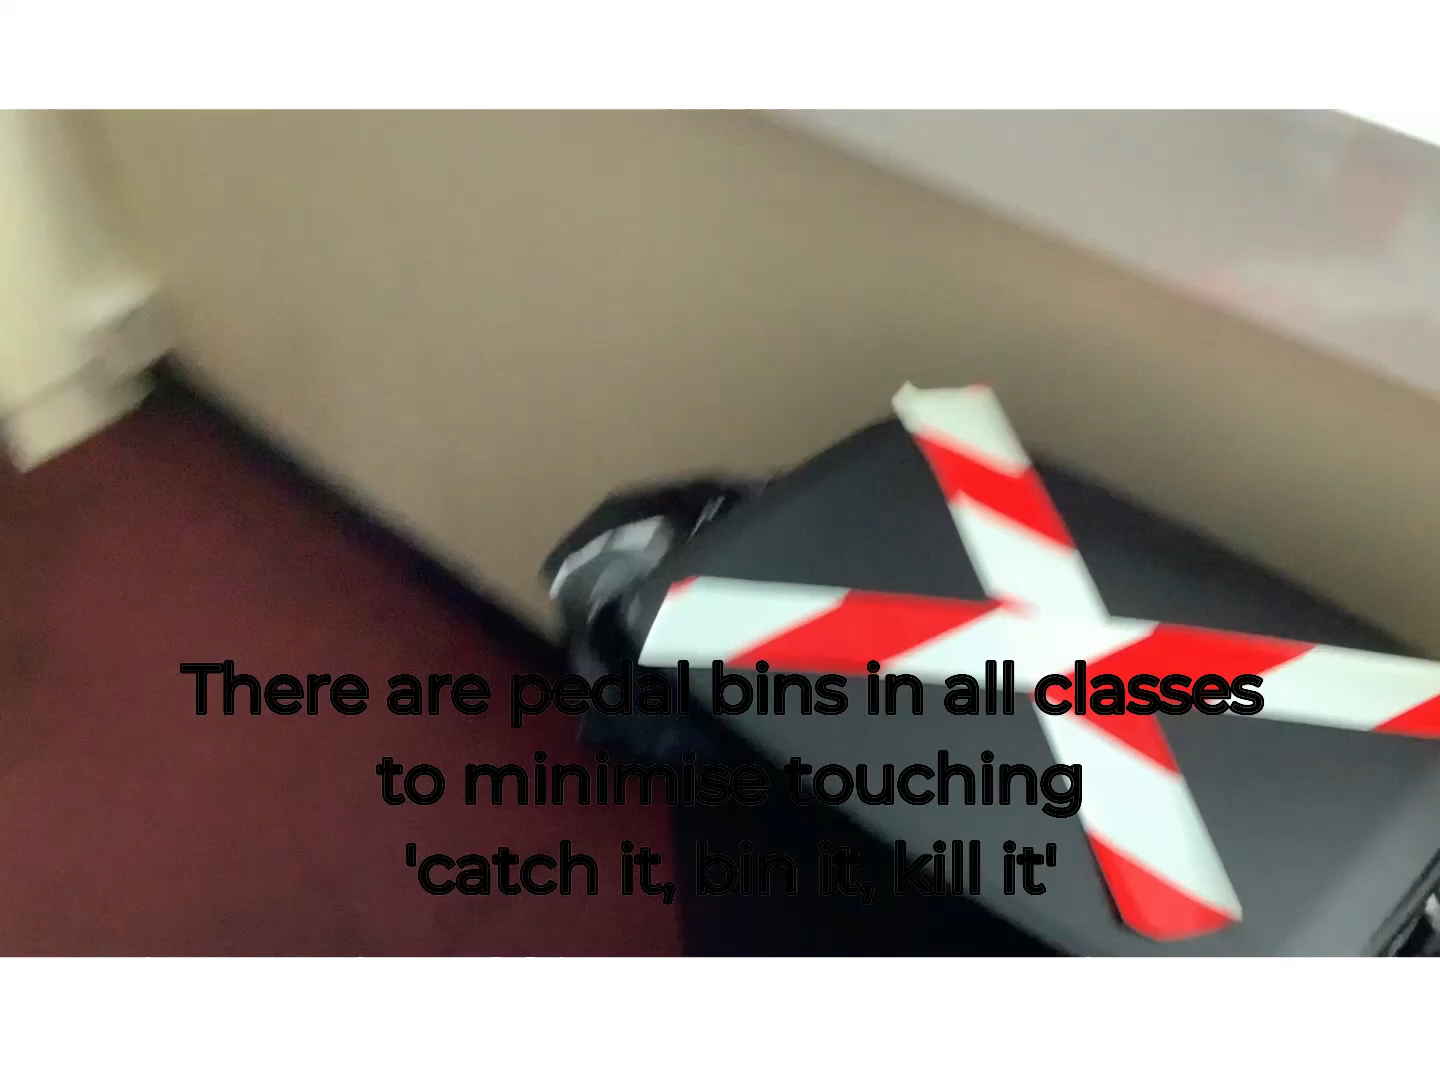 There are pedal bins in all classes
to minimise touching
'catch it, bin it, kill it'